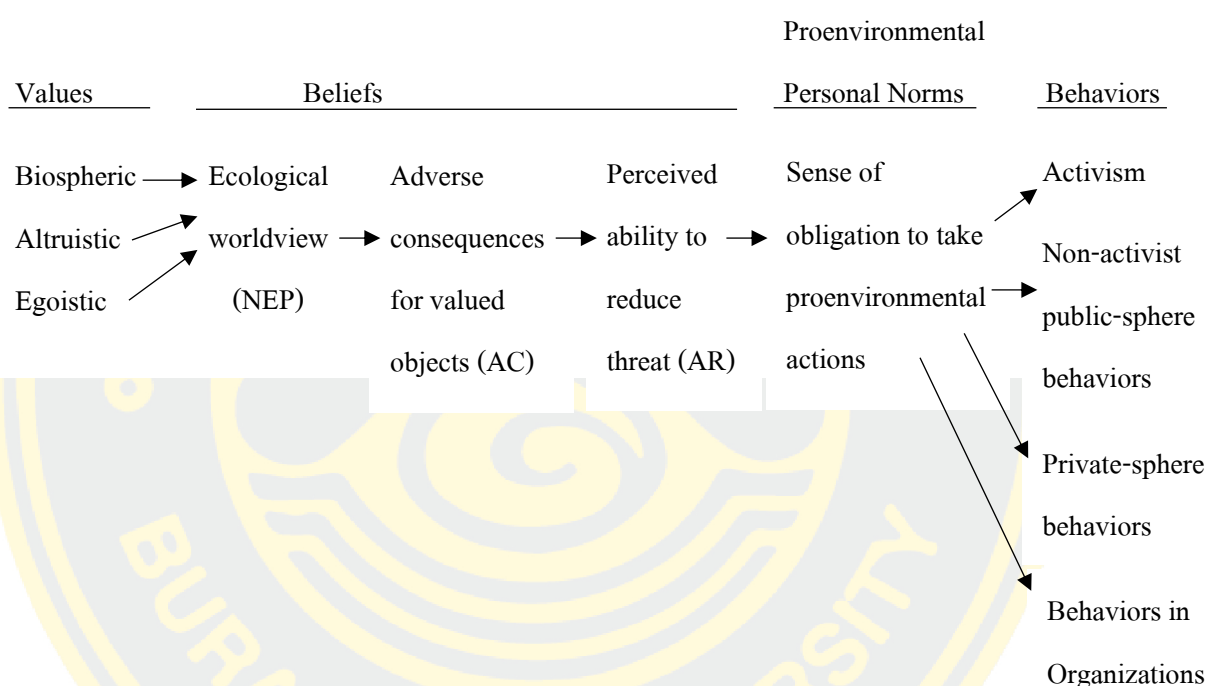 Proenvironmental
Values Beliefs Personal Norms Behaviors
Biospheric Ecological Adverse Perceived Sense of Activism
Altruistic worldview consequences ability to obligation to take Non-activist
Egoistic (NEP) for valued reduce proenvironmental public-sphere
objects (AC) threat (AR) actions behaviors
Private-sphere
behaviors
Behaviors in
Organizations